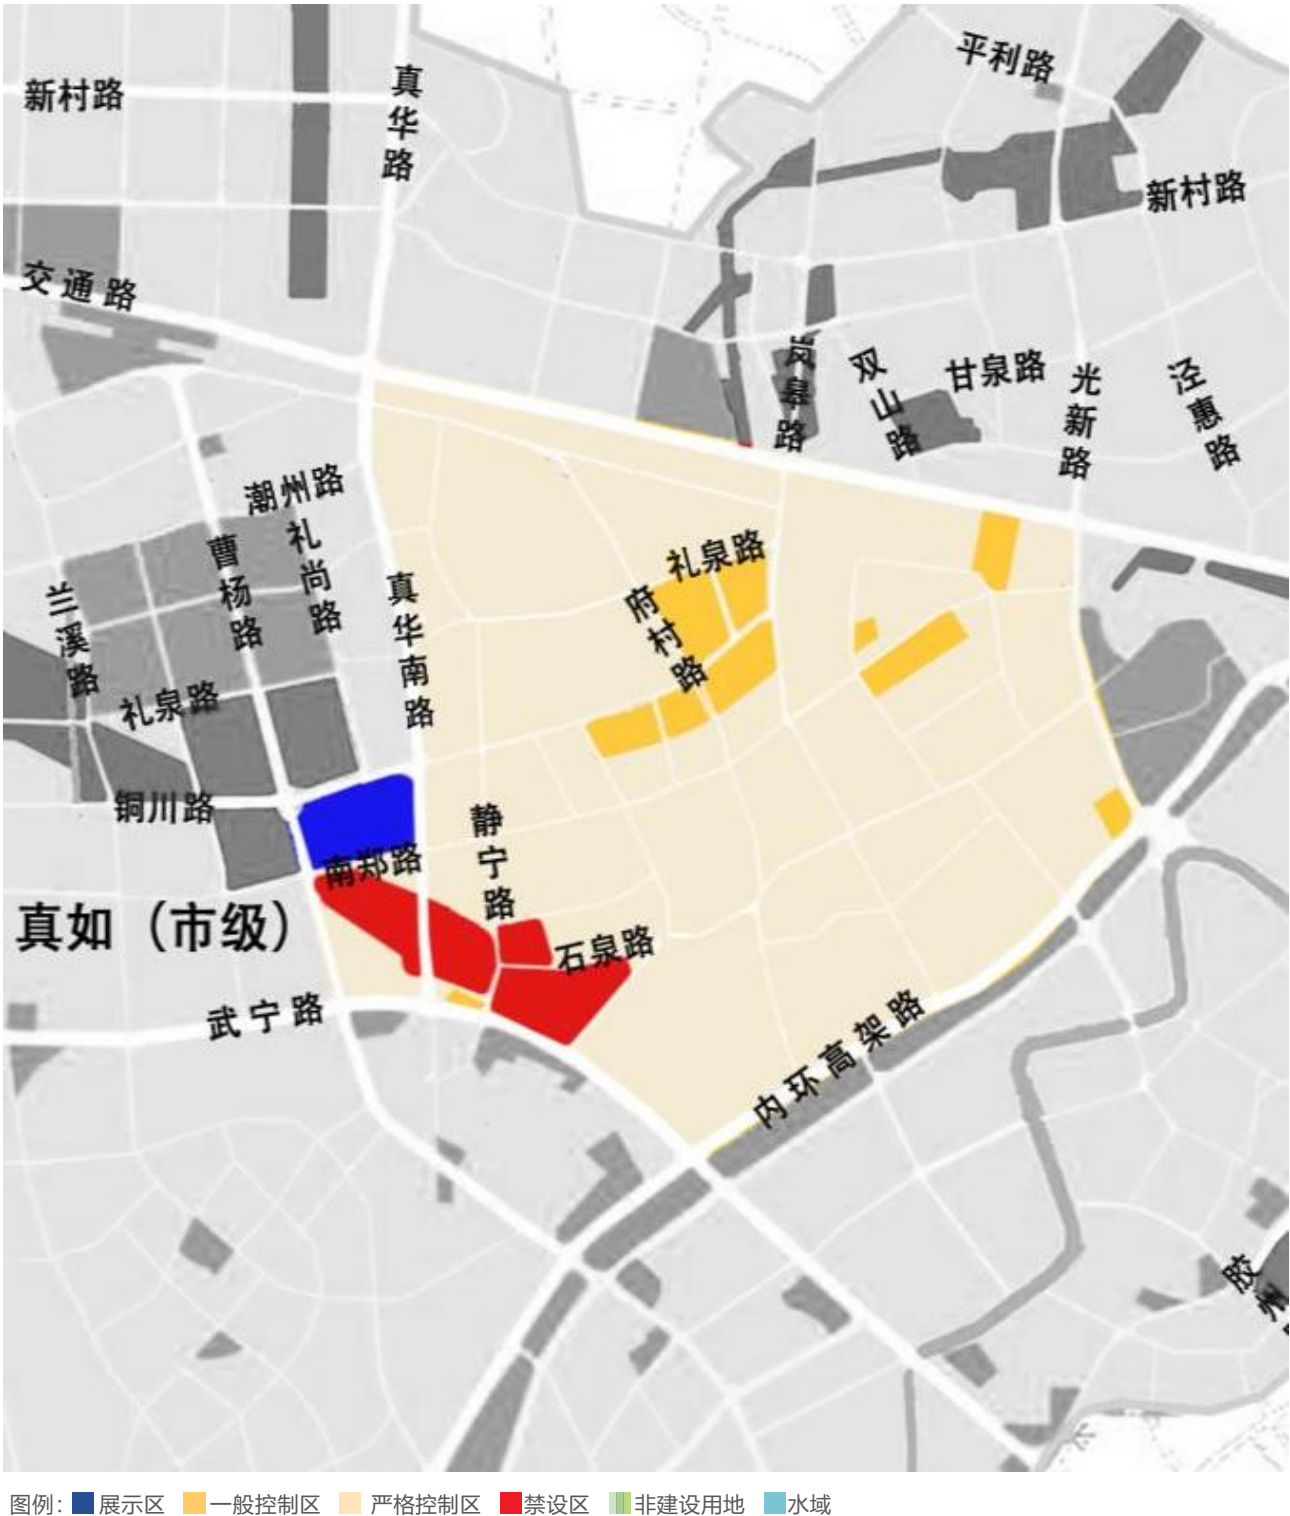 平利路
新村路
真华路
新村路
交通路
岚皋路
双山路
甘泉路
光新路
泾惠路
潮州路
礼尚路
曹杨路
礼泉路
府村路
兰溪路
真华南路
礼泉路
铜川路
静宁路
南郑路
真如（市级）
石泉路
武宁路
内环高架路
胶州
图例：展示区 一般控制区 严格控制区 禁设区 非建设用地 水域